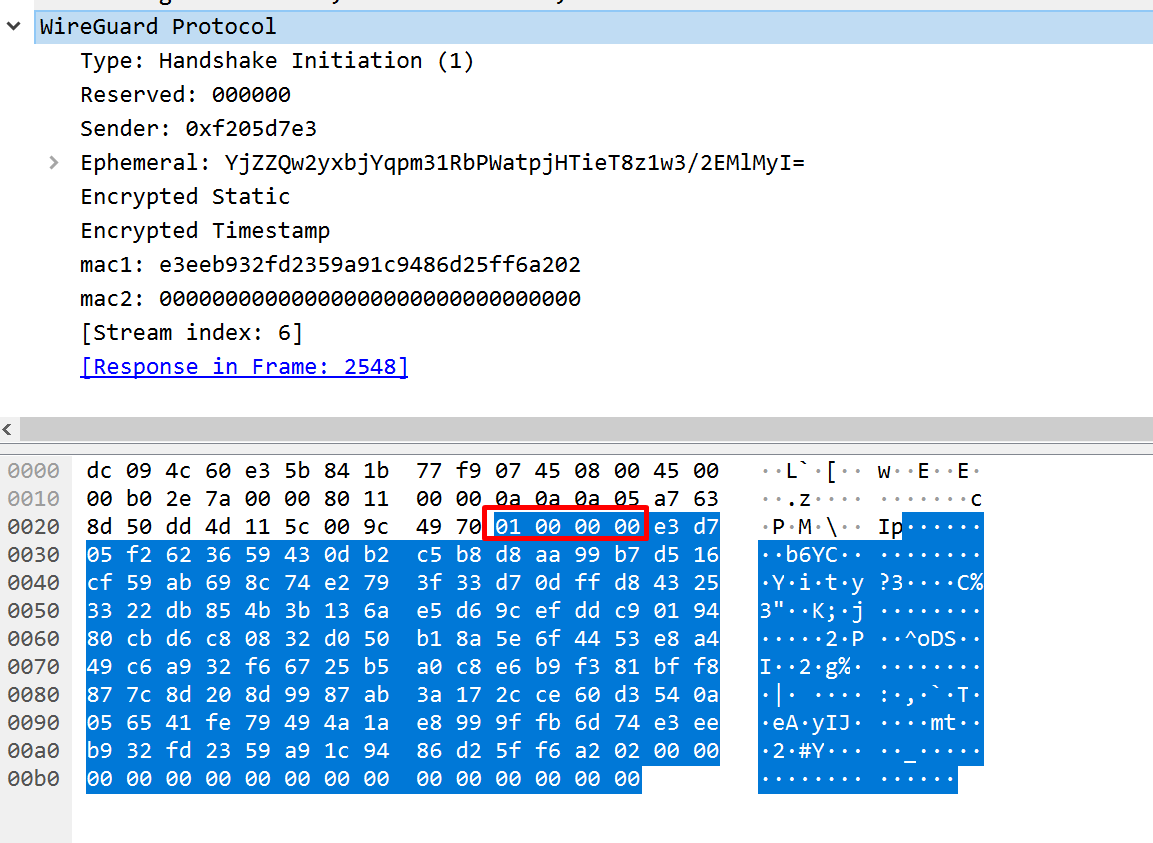 WireGuard Protocol
Type: Handshake Initiation (1)
Reserved: 000000
Sender: 0xf205d7e3
Ephemeral: YjZZQw2yxbjYqpm31RbPWatpjHTieT8z1w3/2EMlMyI=
Encrypted Static
Encrypted Timestamp
mac1: e3eeb932fd2359a91c9486d25ff6a202
mac2: 00000000000000000000000000000000
[Stream index: 6]
[Response in Frame: 2548]
0000 dc 09 4c 60 e3 5b 84 1b 77 f9 07 45 08 00 45 00 ··L`·[·· w··E··E·
0010 00 b0 2e 7a 00 00 80 11 00 00 0a 0a 0a 05 a7 63 ··.z···· ·······c
0020 8d 50 dd 4d 11 5c 00 9c 49 70 01 00 00 00 e3 d7 ·P·M·\·· Ip······
0030 05 f2 62 36 59 43 0d b2 c5 b8 d8 aa 99 b7 d5 16 ··b6YC·· ········
0040 cf 59 ab 69 8c 74 e2 79 3f 33 d7 0d ff d8 43 25 ·Y·i·t·y ?3····C%
0050 33 22 db 85 4b 3b 13 6a e5 d6 9c ef dd c9 01 94 3"··K;·j ········
0060 80 cb d6 c8 08 32 d0 50 b1 8a 5e 6f 44 53 e8 a4 ·····2·P ··^oDS··
0070 49 c6 a9 32 f6 67 25 b5 a0 c8 e6 b9 f3 81 bf f8 I··2·g%· ········
0080 87 7c 8d 20 8d 99 87 ab 3a 17 2c ce 60 d3 54 0a ·|· ···· :·,·`·T·
0090 05 65 41 fe 79 49 4a 1a e8 99 9f fb 6d 74 e3 ee ·eA·yIJ· ····mt··
00a0 b9 32 fd 23 59 a9 1c 94 86 d2 5f f6 a2 02 00 00 ·2·#Y··· ··_·····
00b0 00 00 00 00 00 00 00 00 00 00 00 00 00 00 ········ ······